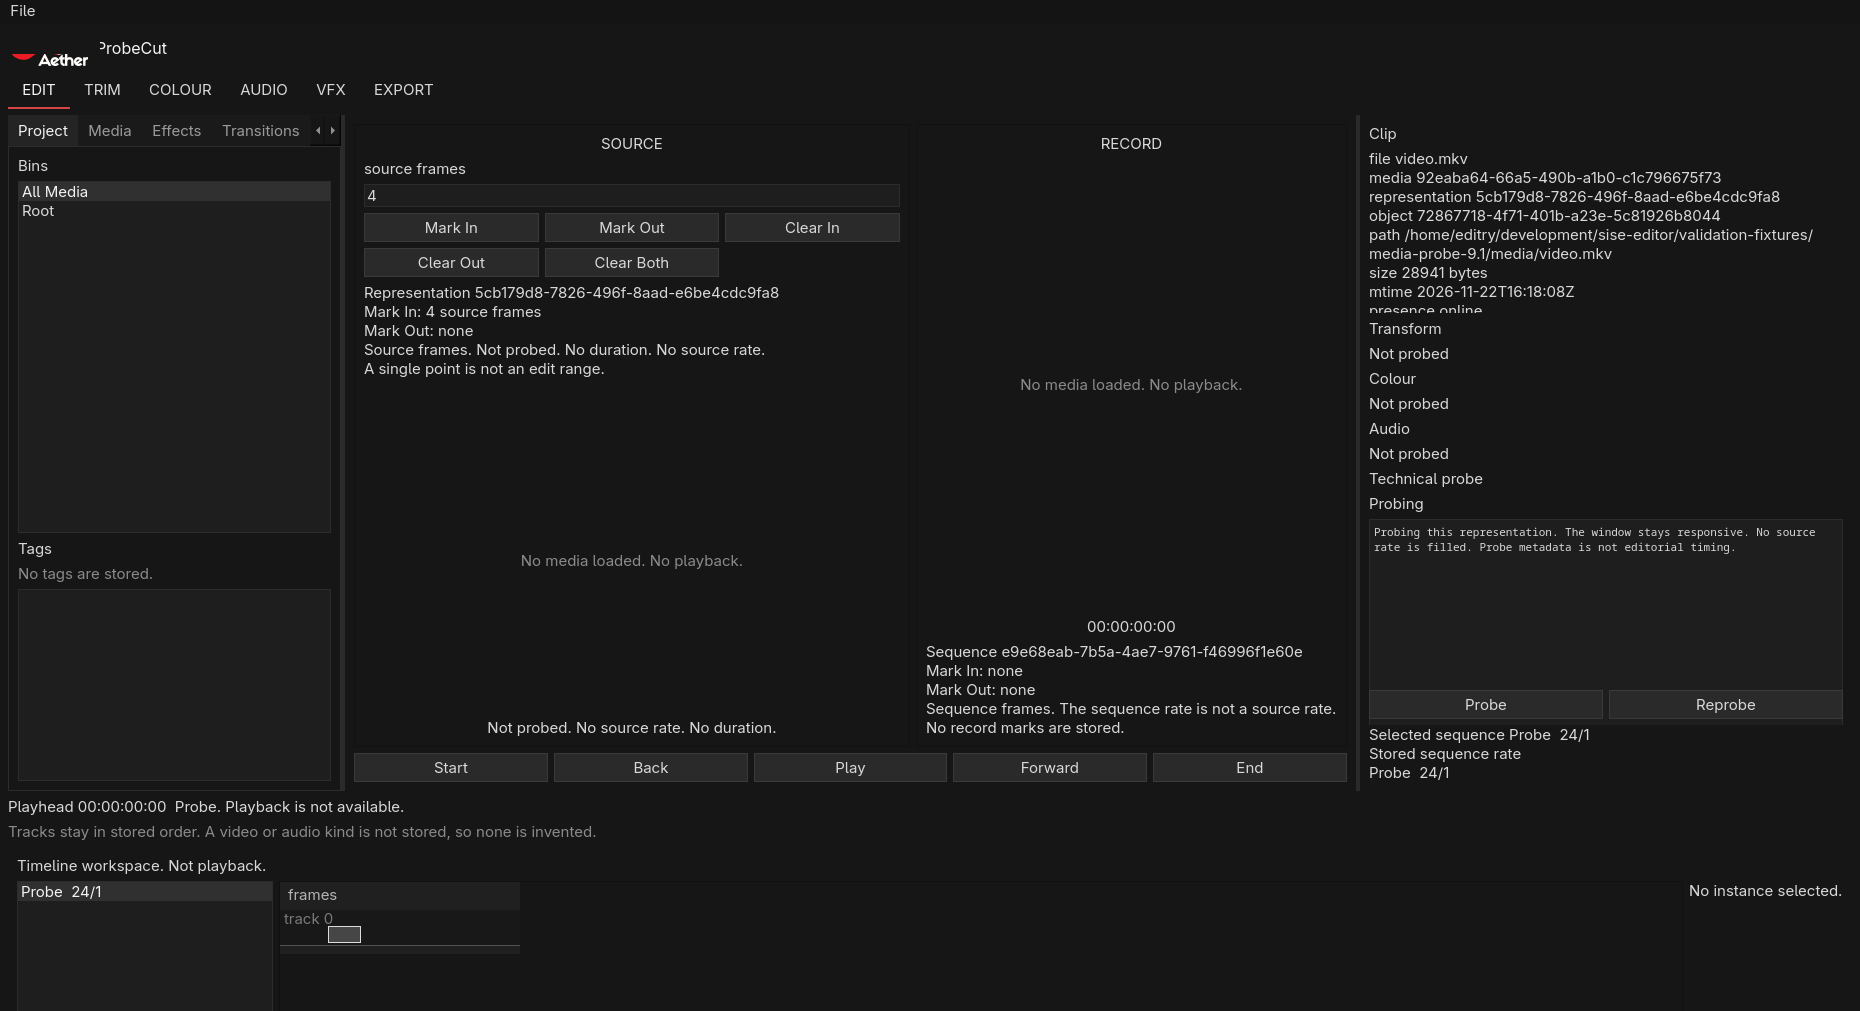 File
Aether
ProbeCut
EDIT TRIM COLOUR AUDIO VFX EXPORT
Project Media Effects Transitions
Bins
All Media
Root
Tags
No tags are stored.
SOURCE
source frames
4
Mark In Mark Out Clear In
Clear Out Clear Both
Representation 5cb179d8-7826-496f-8aad-e6be4cdc9fa8
Mark In: 4 source frames
Mark Out: none
Source frames. Not probed. No duration. No source rate.
A single point is not an edit range.
No media loaded. No playback.
Not probed. No source rate. No duration.
RECORD
No media loaded. No playback.
00:00:00:00
Sequence e9e68eab-7b5a-4ae7-9761-f46996f1e60e
Mark In: none
Mark Out: none
Sequence frames. The sequence rate is not a source rate.
No record marks are stored.
Start Back Play Forward End
Clip
file video.mkv
media 92eaba64-66a5-490b-a1b0-c1c796675f73
representation 5cb179d8-7826-496f-8aad-e6be4cdc9fa8
object 72867718-4f71-401b-a23e-5c81926b8044
path /home/editry/development/sise-editor/validation-fixtures/
media-probe-9.1/media/video.mkv
size 28941 bytes
mtime 2026-11-22T16:18:08Z
presence online
Transform
Not probed
Colour
Not probed
Audio
Not probed
Technical probe
Probing
Probing this representation. The window stays responsive. No source
rate is filled. Probe metadata is not editorial timing.
Probe Reprobe
Selected sequence Probe 24/1
Stored sequence rate
Probe 24/1
Playhead 00:00:00:00 Probe. Playback is not available.
Tracks stay in stored order. A video or audio kind is not stored, so none is invented.
Timeline workspace. Not playback.
Probe 24/1
frames
track 0
No instance selected.